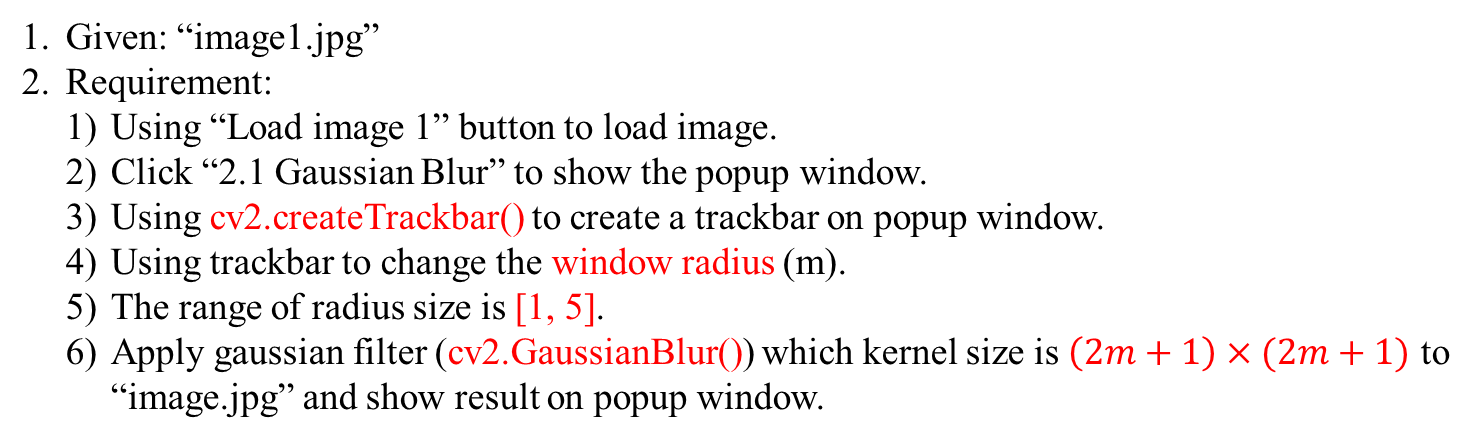 1. Given: “image1.jpg”
2. Requirement:
1) Using “Load image 1” button to load image.
2) Click “2.1 Gaussian Blur” to show the popup window.
3) Using cv2.createTrackbar() to create a trackbar on popup window.
4) Using trackbar to change the window radius (m).
5) The range of radius size is [1, 5].
6) Apply gaussian filter (cv2.GaussianBlur()) which kernel size is (2m + 1) × (2m + 1) to
“image.jpg” and show result on popup window.